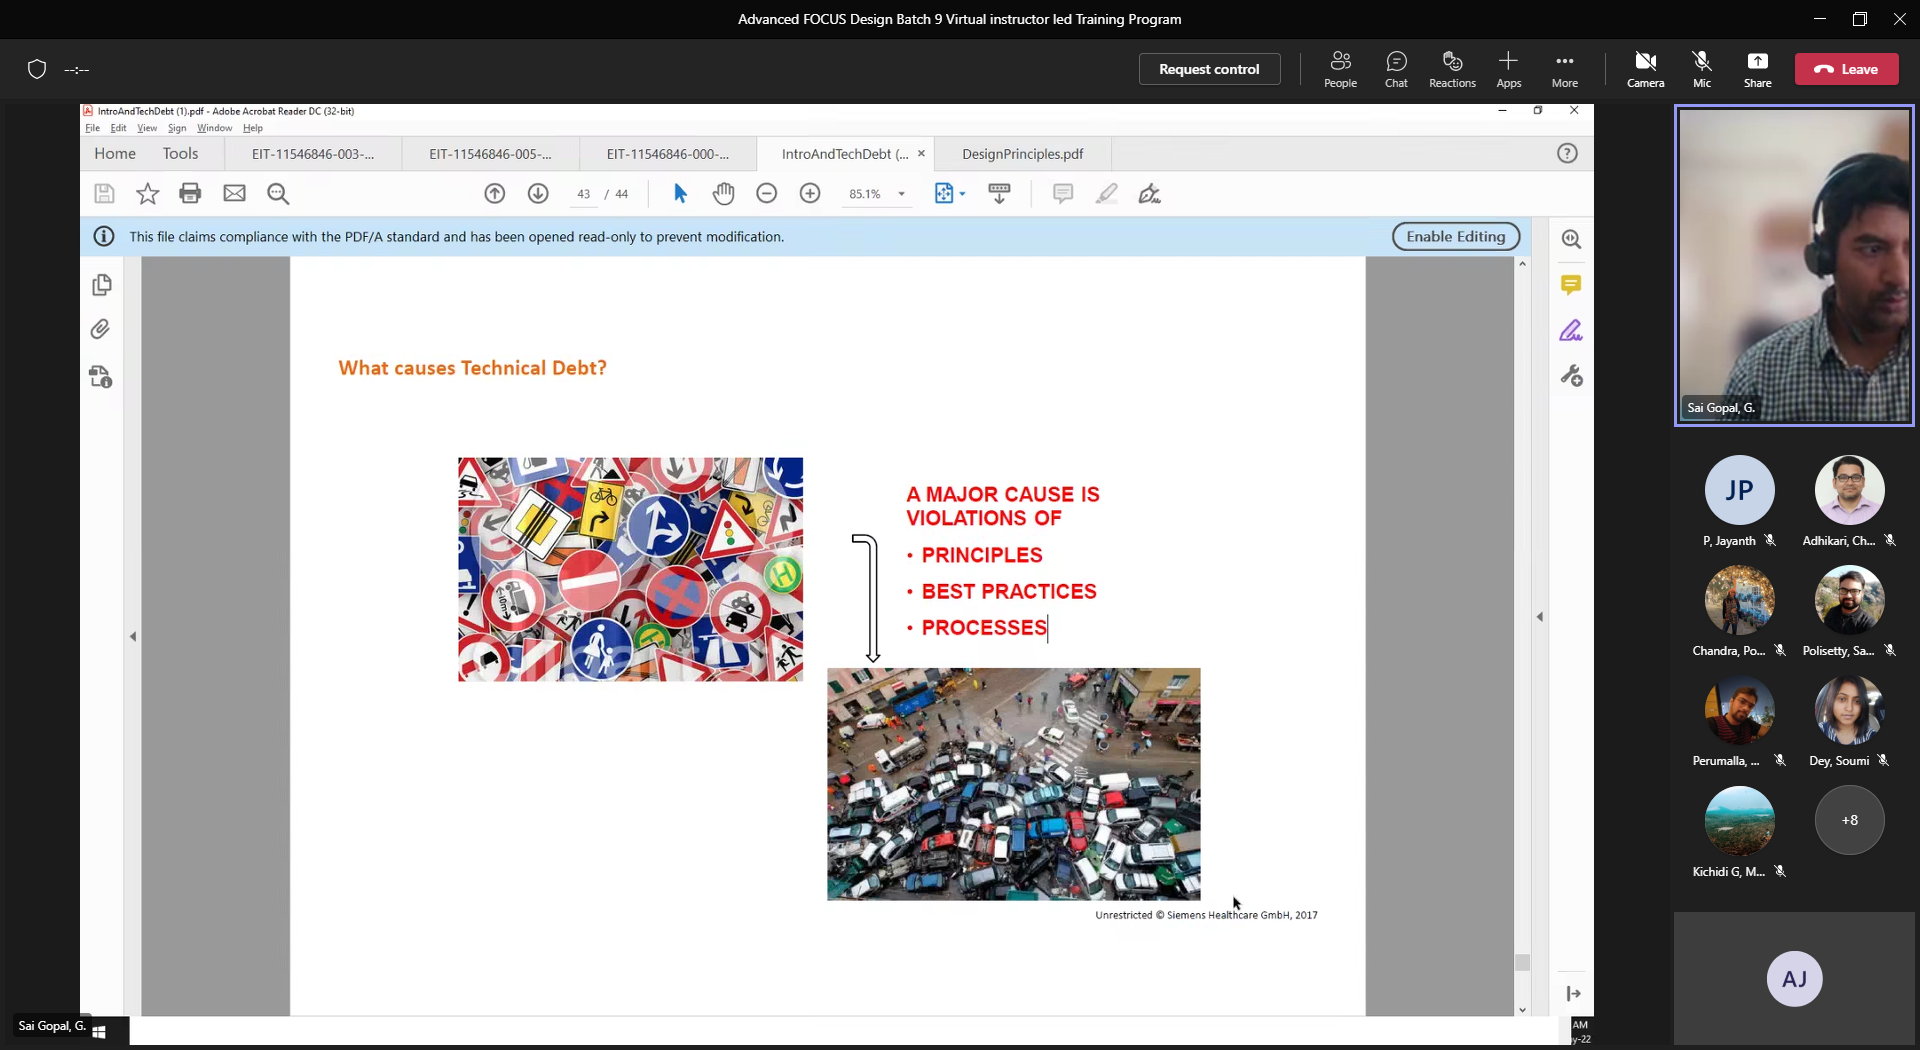 Advanced FOCUS Design Batch 9 Virtual instructor led Training Program
--:--
Request control
People
Chat
Reactions
Apps
More
Camera
Mic
Share
Leave
IntroAndTechDebt (1).pdf - Adobe Acrobat Reader DC (32-bit)
File Edit View Sign Window Help
Home Tools EIT-11546846-003-... EIT-11546846-005-... EIT-11546846-000-... IntroAndTechDebt (... × DesignPrinciples.pdf
43 / 44 85.1%
This file claims compliance with the PDF/A standard and has been opened read-only to prevent modification.
Enable Editing
What causes Technical Debt?
A MAJOR CAUSE IS
VIOLATIONS OF
• PRINCIPLES
• BEST PRACTICES
• PROCESSES
10m
H
STOP
Unrestricted © Siemens Healthcare GmbH, 2017
Sai Gopal, G.
JP
P, Jayanth
Adhikari, Ch...
Chandra, Po...
Polisetty, Sa...
Perumalla, ...
Dey, Soumi
Kichidi G, M...
+8
AJ
Sai Gopal, G.
AM
y-22